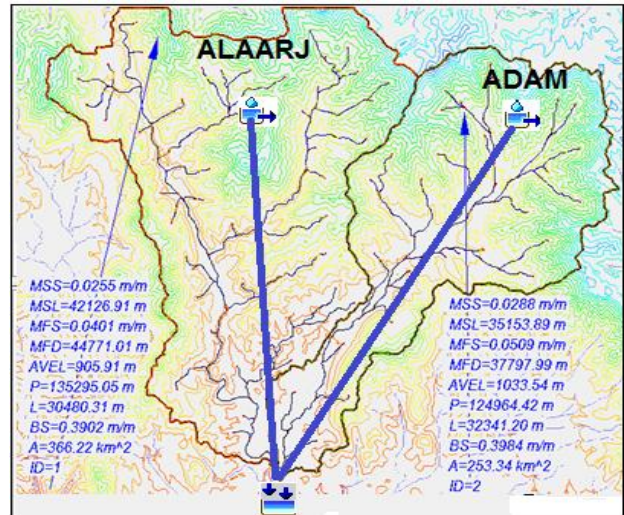 ALAARJ
ADAM
MSS=0.0255 m/m
MSL=42126.91 m
MFS=0.0401 m/m
MFD=44771.01 m
AVEL=905.91 m
P=135295.05 m
L=30480.31 m
BS=0.3902 m/m
A=366.22 km^2
ID=1
MSS=0.0288 m/m
MSL=35153.89 m
MFS=0.0509 m/m
MFD=37797.99 m
AVEL=1033.54 m
P=124964.42 m
L=32341.20 m
BS=0.3984 m/m
A=253.34 km^2
ID=2